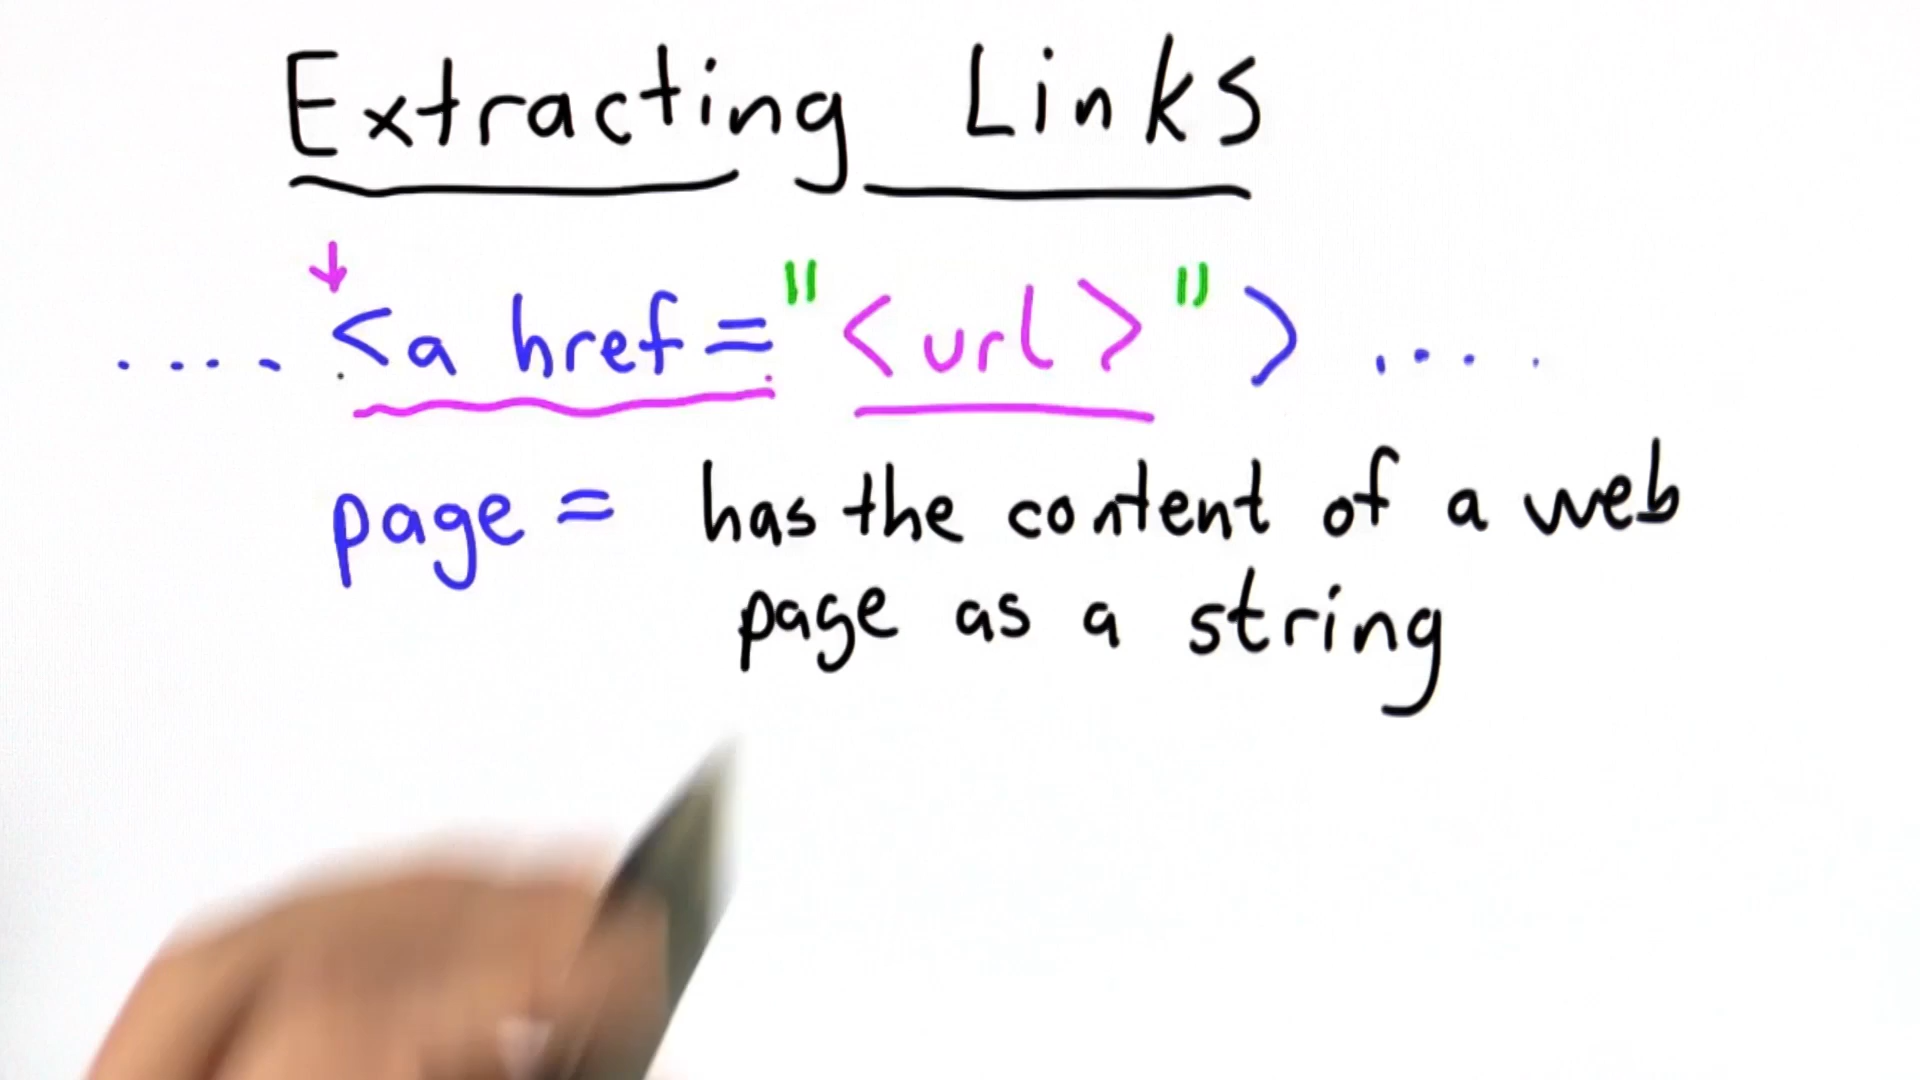 Extracting Links
.... <a href="<url>"> ....
page = has the content of a web
page as a string